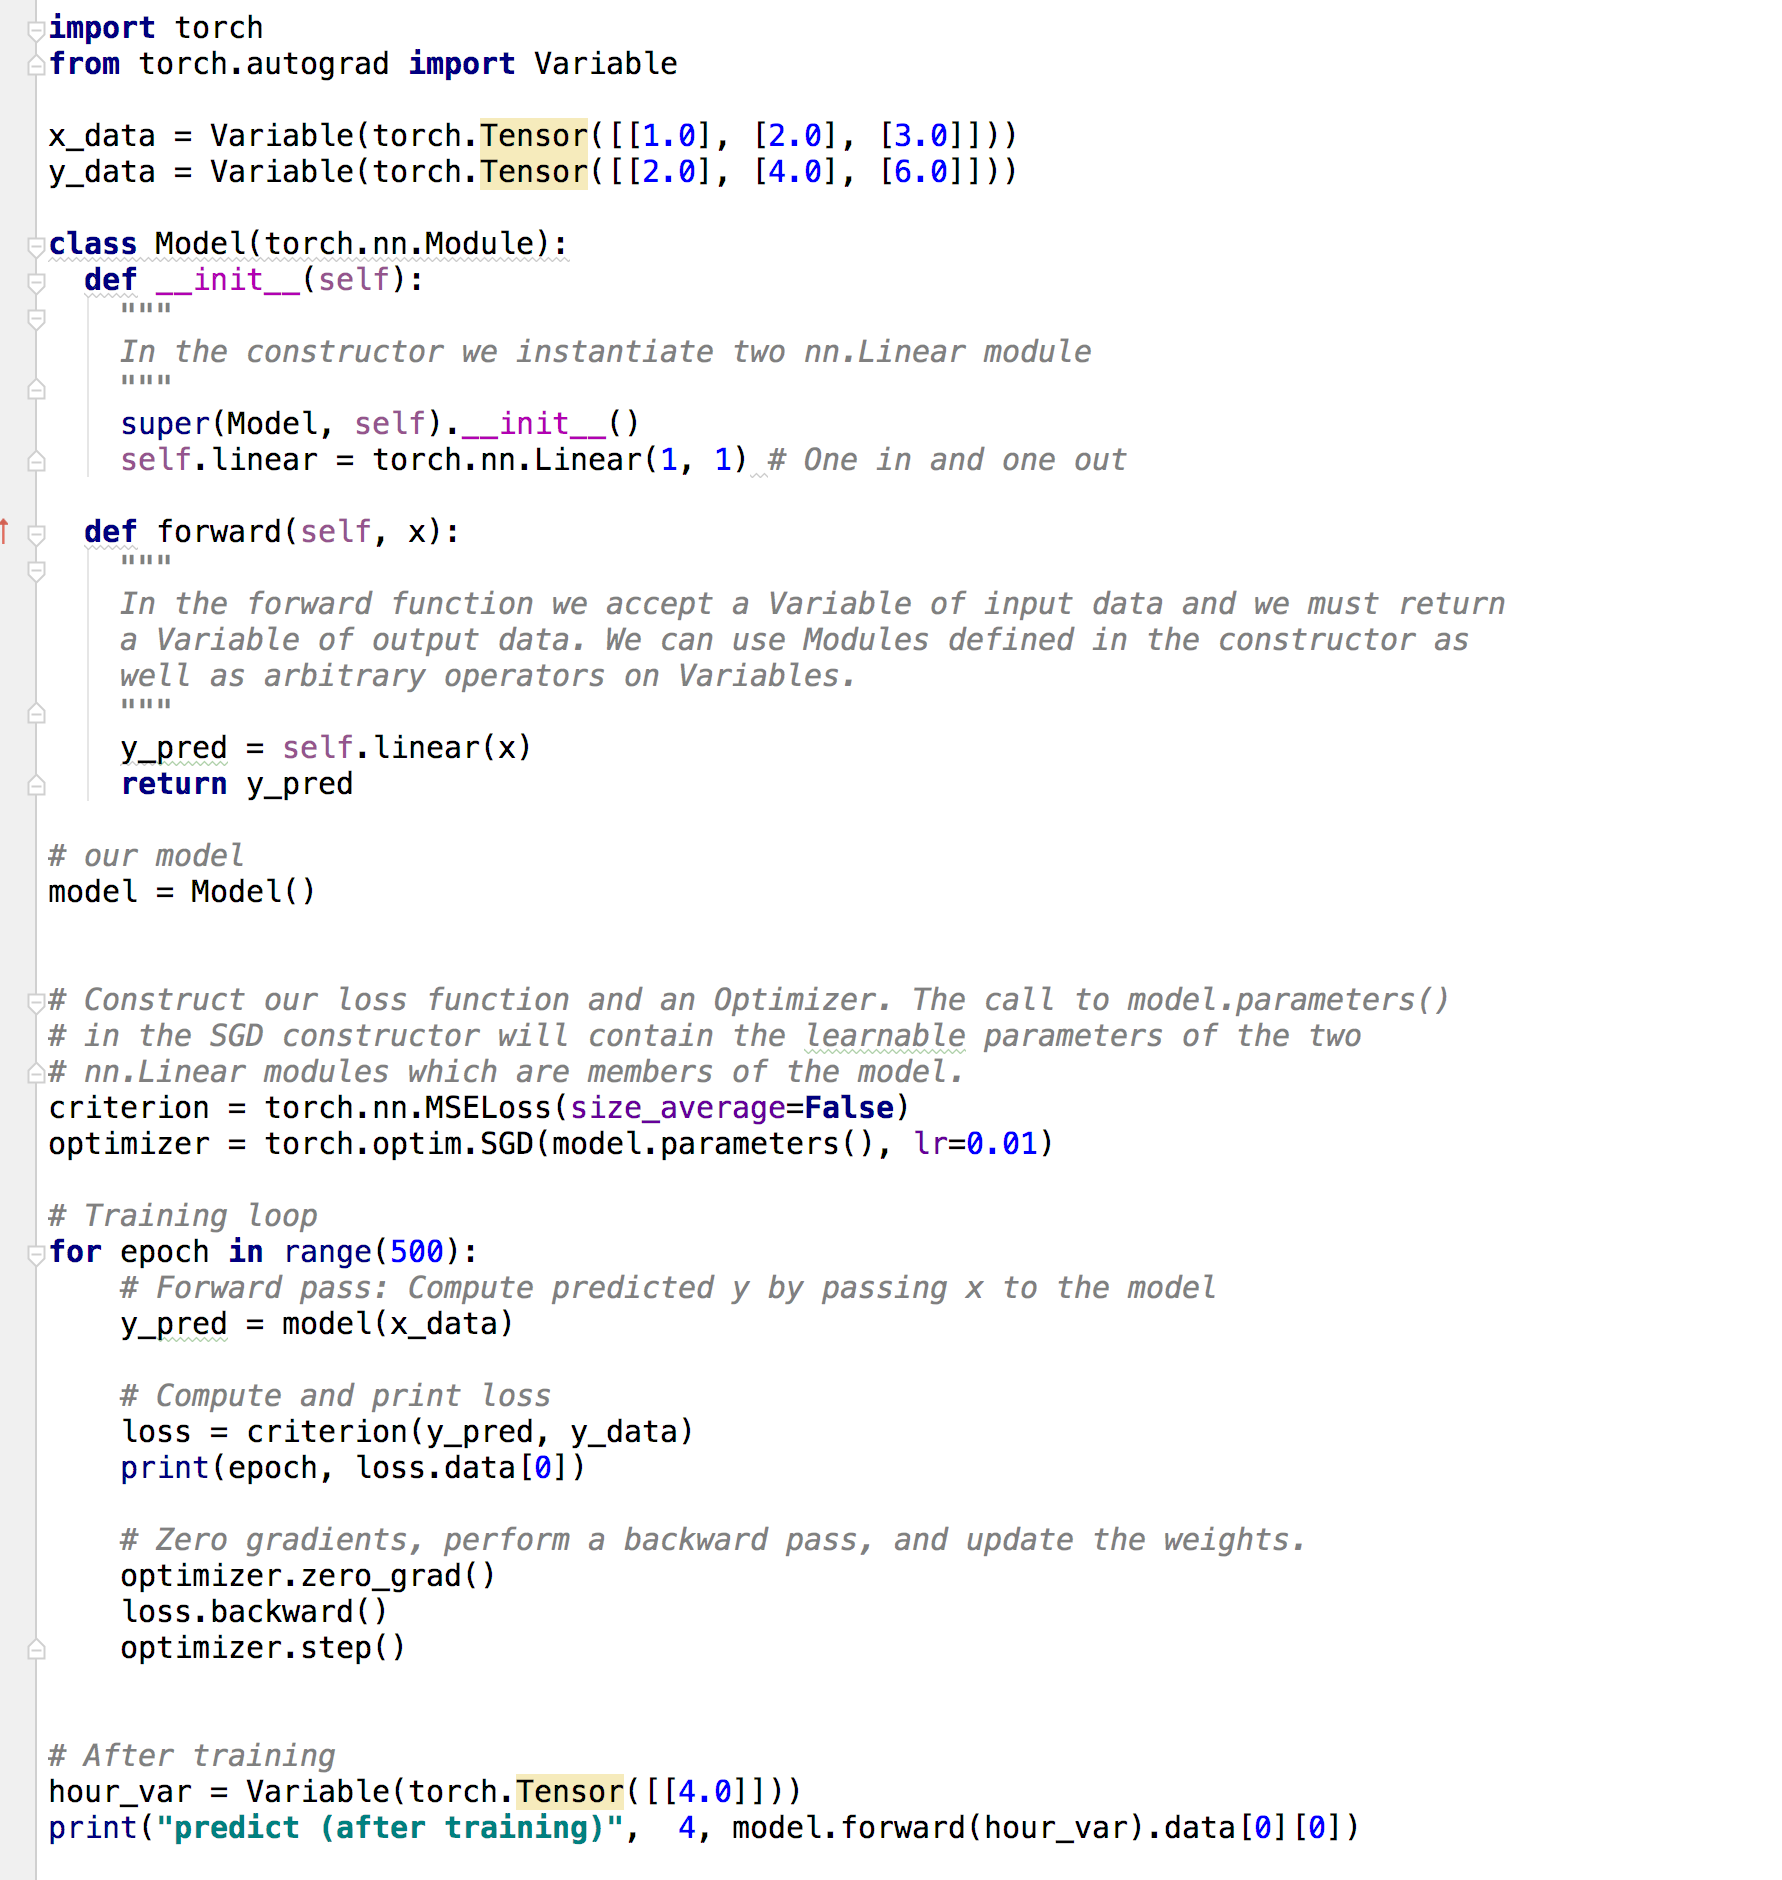 import torch
from torch.autograd import Variable

x_data = Variable(torch.Tensor([[1.0], [2.0], [3.0]]))
y_data = Variable(torch.Tensor([[2.0], [4.0], [6.0]]))

class Model(torch.nn.Module):
  def __init__(self):
    """
    In the constructor we instantiate two nn.Linear module
    """
    super(Model, self).__init__()
    self.linear = torch.nn.Linear(1, 1) # One in and one out

  def forward(self, x):
    """
    In the forward function we accept a Variable of input data and we must return
    a Variable of output data. We can use Modules defined in the constructor as
    well as arbitrary operators on Variables.
    """
    y_pred = self.linear(x)
    return y_pred

# our model
model = Model()


# Construct our loss function and an Optimizer. The call to model.parameters()
# in the SGD constructor will contain the learnable parameters of the two
# nn.Linear modules which are members of the model.
criterion = torch.nn.MSELoss(size_average=False)
optimizer = torch.optim.SGD(model.parameters(), lr=0.01)

# Training loop
for epoch in range(500):
    # Forward pass: Compute predicted y by passing x to the model
    y_pred = model(x_data)

    # Compute and print loss
    loss = criterion(y_pred, y_data)
    print(epoch, loss.data[0])

    # Zero gradients, perform a backward pass, and update the weights.
    optimizer.zero_grad()
    loss.backward()
    optimizer.step()


# After training
hour_var = Variable(torch.Tensor([[4.0]]))
print("predict (after training)",  4, model.forward(hour_var).data[0][0])